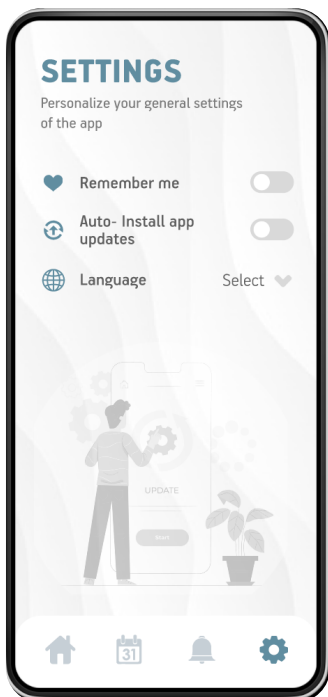 SETTINGS
Personalize your general settings
of the app
Remember me
Auto- Install app
updates
Language
Select
UPDATE
31